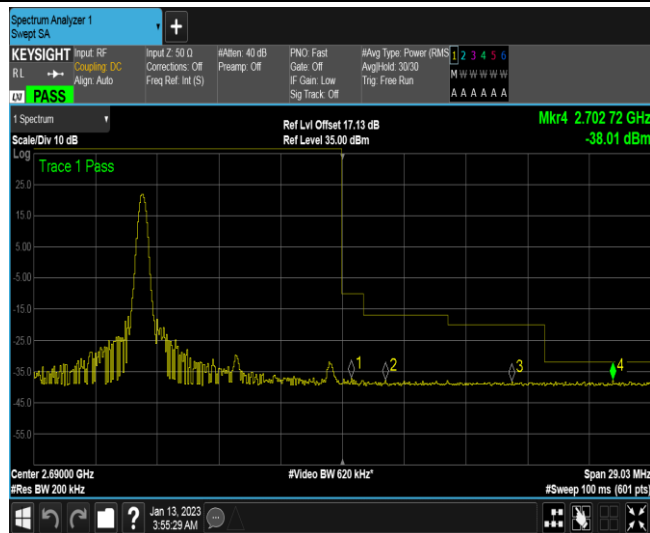 Spectrum Analyzer 1
Swept SA
+
KEYSIGHT
RL
LXI
PASS
Input: RF
Coupling: DC
Align: Auto
Input Z: 50 Ω
Corrections: Off
Freq Ref: Int (S)
#Atten: 40 dB
Preamp: Off
PNO: Fast
Gate: Off
IF Gain: Low
Sig Track: Off
#Avg Type: Power (RMS
Avg|Hold: 30/30
Trig: Free Run
1 2 3 4 5 6
M W W W W W
A A A A A A
1 Spectrum
Scale/Div 10 dB
Ref Lvl Offset 17.13 dB
Ref Level 35.00 dBm
Mkr4 2.702 72 GHz
-38.01 dBm
Log
Trace 1 Pass
25.0
15.0
5.00
-5.00
-15.0
-25.0
-35.0
-45.0
-55.0
1
2
3
4
Center 2.69000 GHz
#Res BW 200 kHz
#Video BW 620 kHz*
Span 29.03 MHz
#Sweep 100 ms (601 pts)
?
Jan 13, 2023
3:55:29 AM